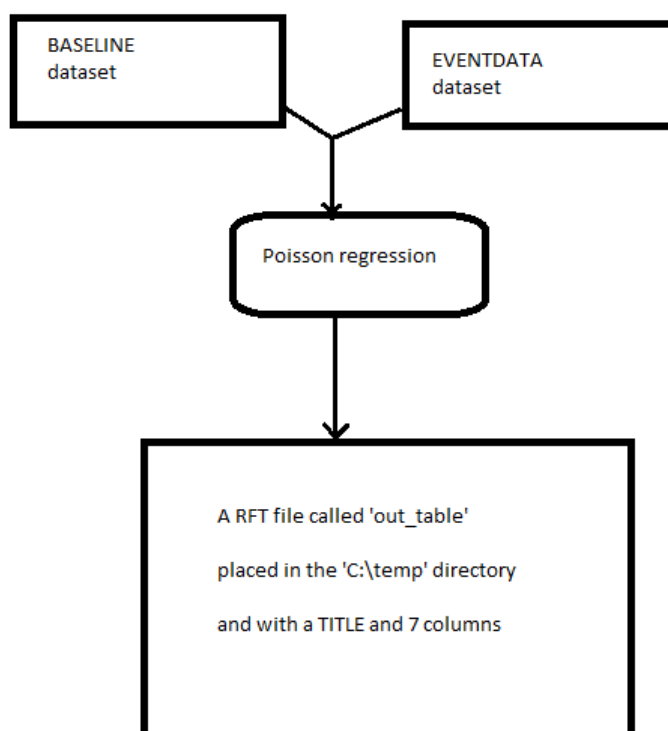 BASELINE
dataset
EVENTDATA
dataset
Poisson regression
A RFT file called 'out_table'
placed in the 'C:\temp' directory
and with a TITLE and 7 columns